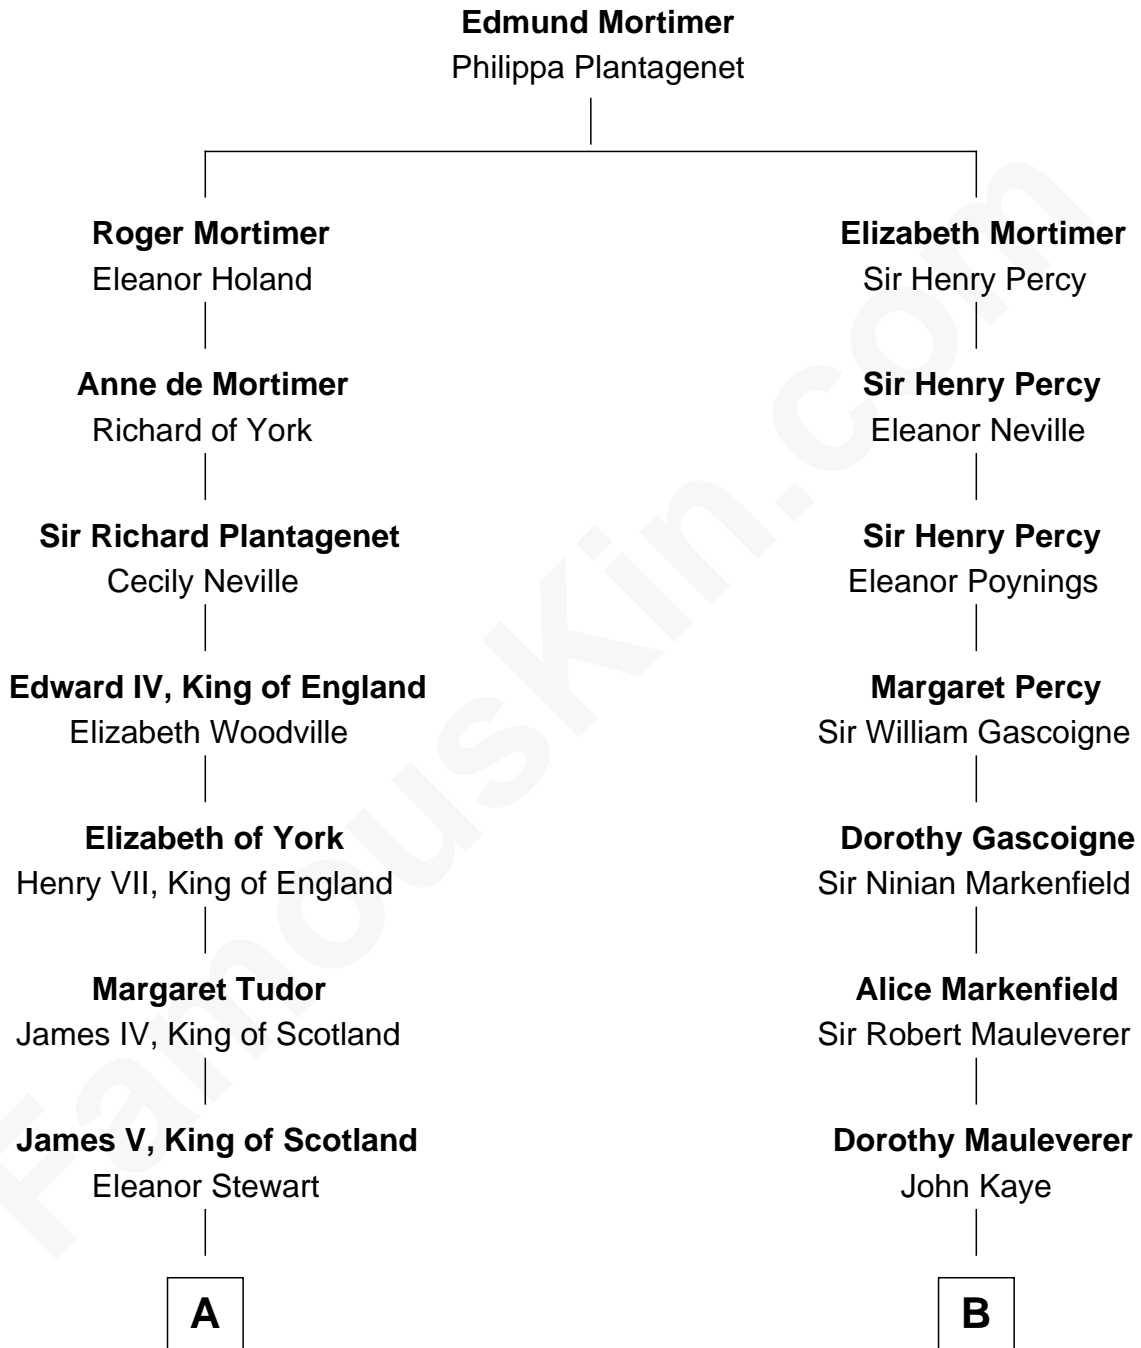 Edmund Mortimer
Philippa Plantagenet
Roger Mortimer
Eleanor Holand
Anne de Mortimer
Richard of York
Sir Richard Plantagenet
Cecily Neville
Edward IV, King of England
Elizabeth Woodville
Elizabeth of York
Henry VII, King of England
Margaret Tudor
James IV, King of Scotland
James V, King of Scotland
Eleanor Stewart
A
Elizabeth Mortimer
Sir Henry Percy
Sir Henry Percy
Eleanor Neville
Sir Henry Percy
Eleanor Poynings
Margaret Percy
Sir William Gascoigne
Dorothy Gascoigne
Sir Ninian Markenfield
Alice Markenfield
Sir Robert Mauleverer
Dorothy Mauleverer
John Kaye
B
FamousKin.com